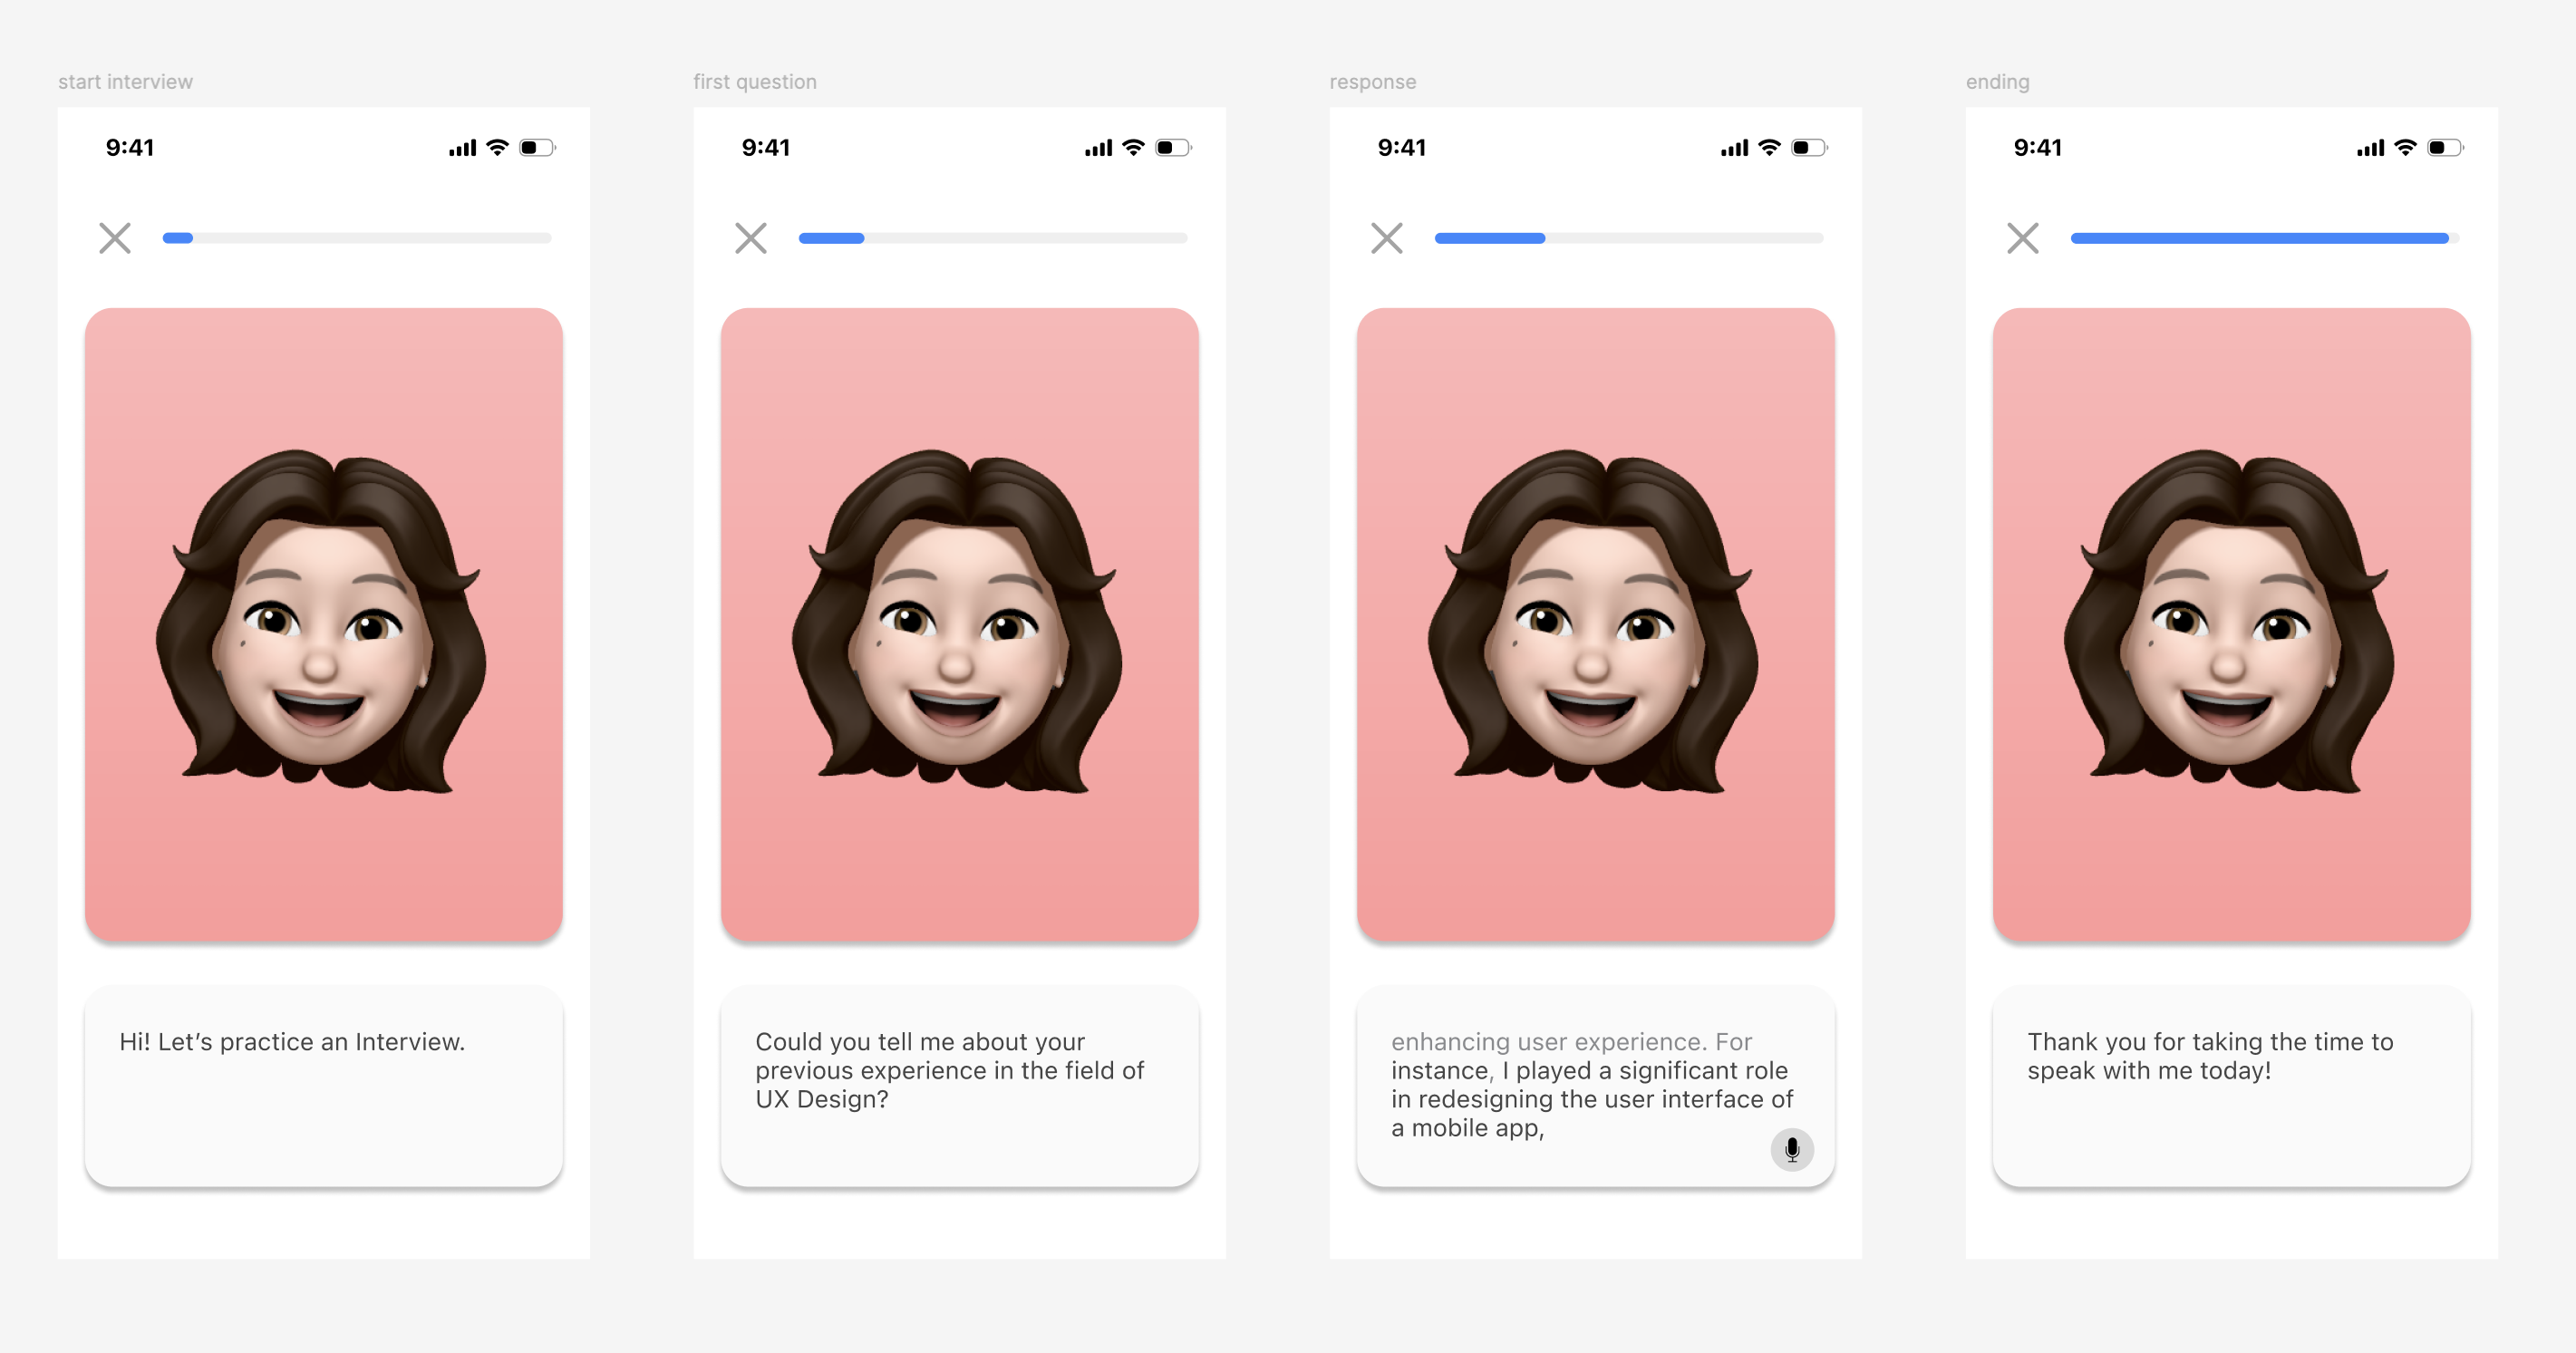 start interview
9:41
Hi! Let’s practice an Interview.
first question
9:41
Could you tell me about your
previous experience in the field of
UX Design?
response
9:41
enhancing user experience. For
instance, I played a significant role
in redesigning the user interface of
a mobile app,
ending
9:41
Thank you for taking the time to
speak with me today!